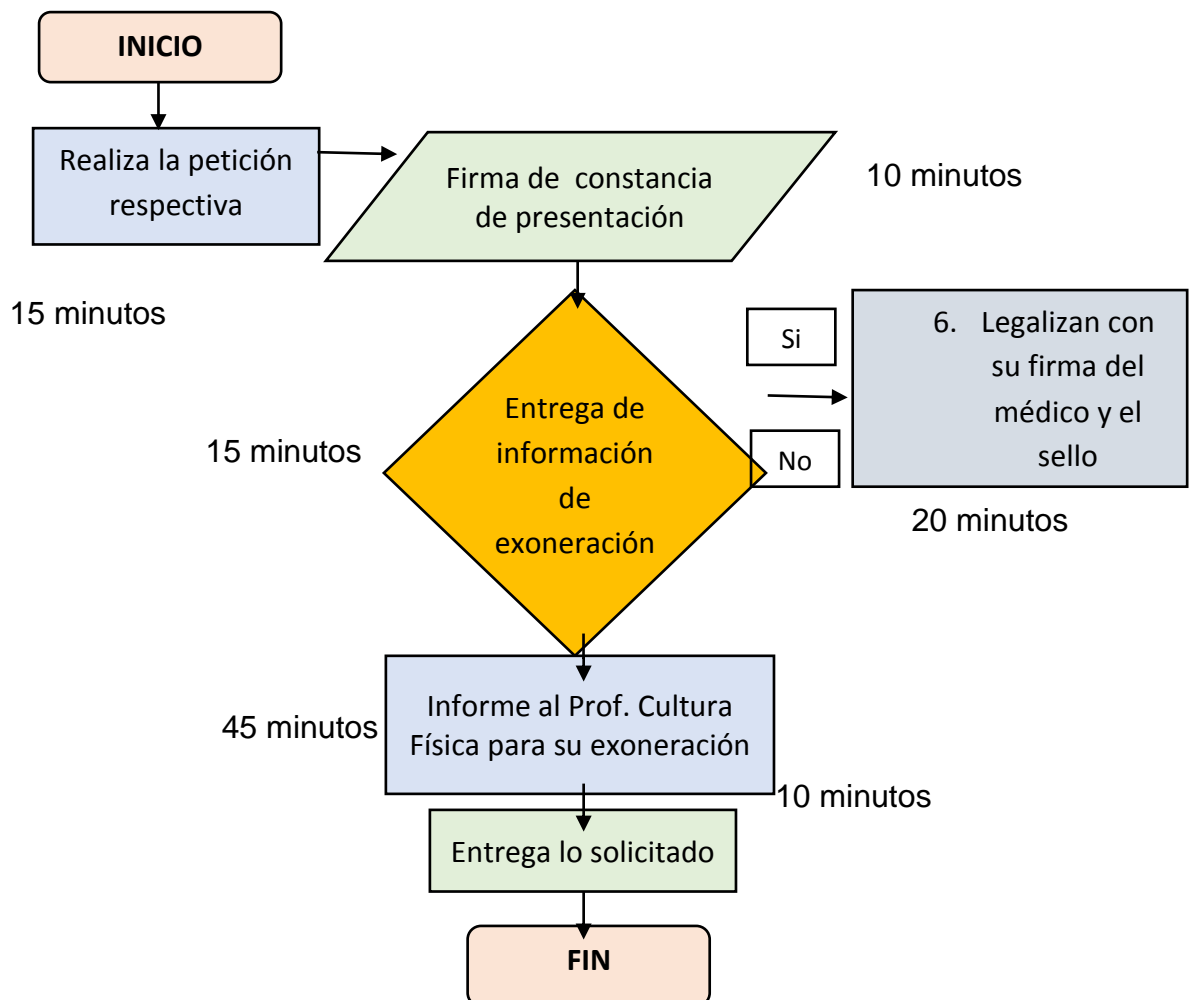 INICIO
Realiza la petición
respectiva
Firma de constancia
de presentación
10 minutos
15 minutos
Si
6. Legalizan con
su firma del
médico y el
sello
Entrega de
información
de
exoneración
15 minutos
No
20 minutos
Informe al Prof. Cultura
Física para su exoneración
45 minutos
10 minutos
Entrega lo solicitado
FIN